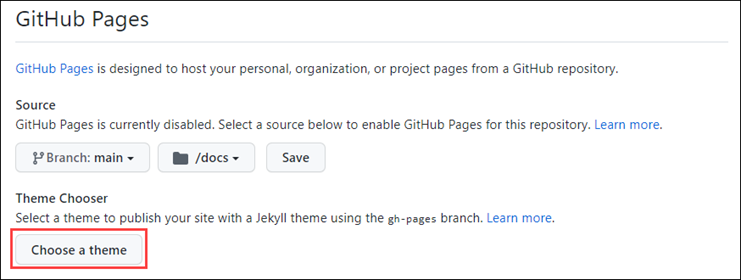 GitHub Pages
GitHub Pages is designed to host your personal, organization, or project pages from a GitHub repository.
Source
GitHub Pages is currently disabled. Select a source below to enable GitHub Pages for this repository. Learn more.
Branch: main /docs Save
Theme Chooser
Select a theme to publish your site with a Jekyll theme using the gh-pages branch. Learn more.
Choose a theme